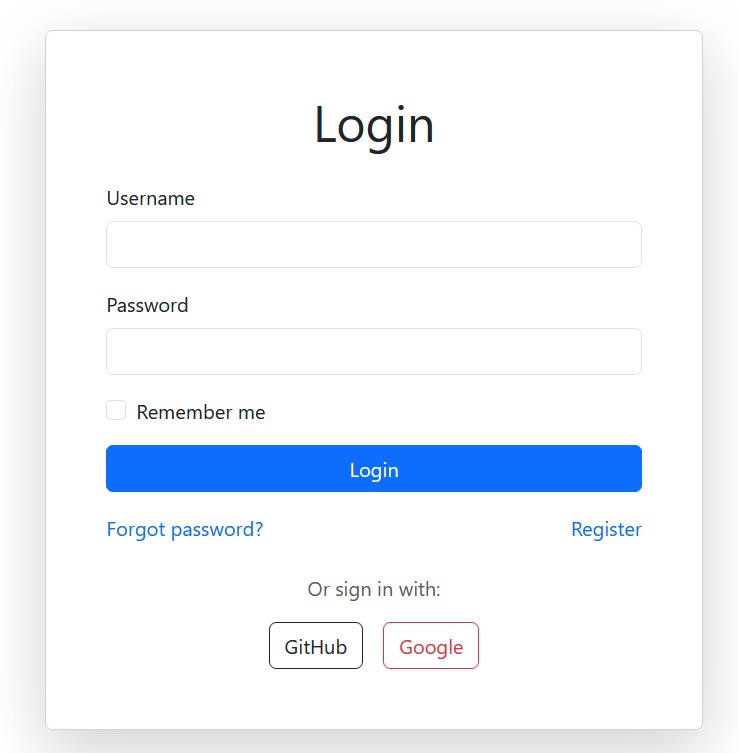 Login
Username
Password
Remember me
Login
Forgot password? Register
Or sign in with:
GitHub Google